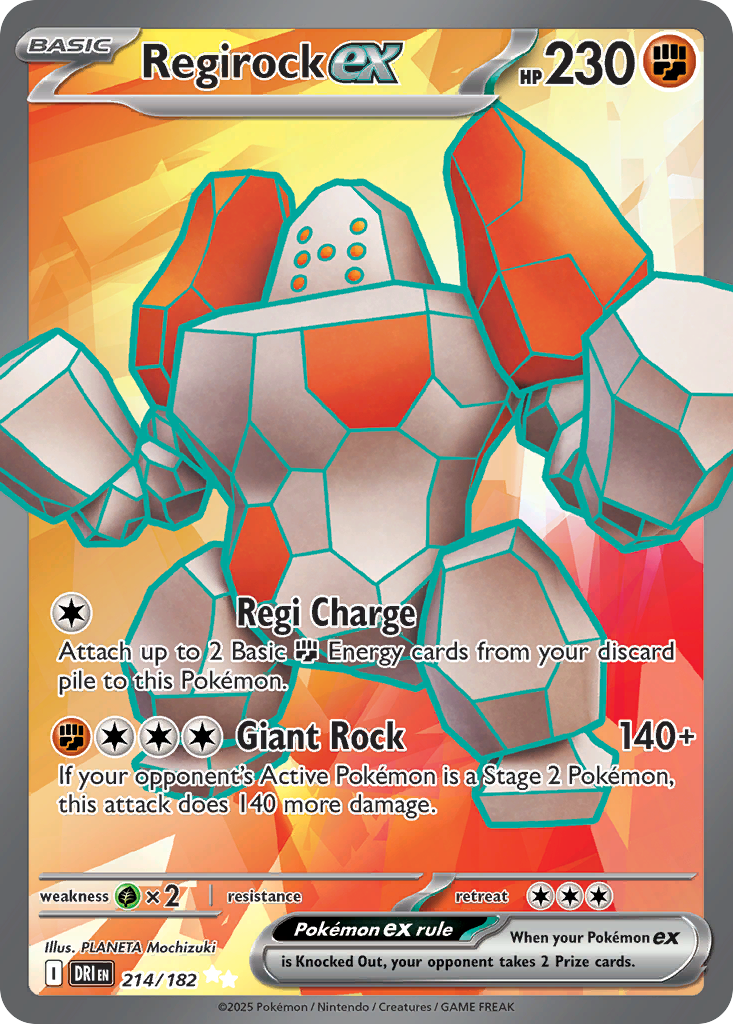 BASIC
Regirock ex
HP 230
Regi Charge
Attach up to 2 Basic Energy cards from your discard
pile to this Pokémon.
Giant Rock 140+
If your opponent's Active Pokémon is a Stage 2 Pokémon,
this attack does 140 more damage.
weakness ×2 resistance retreat
Illus. PLANETA Mochizuki
Pokémon ex rule
When your Pokémon ex
is Knocked Out, your opponent takes 2 Prize cards.
I DRI EN 214/182
©2025 Pokémon / Nintendo / Creatures / GAME FREAK